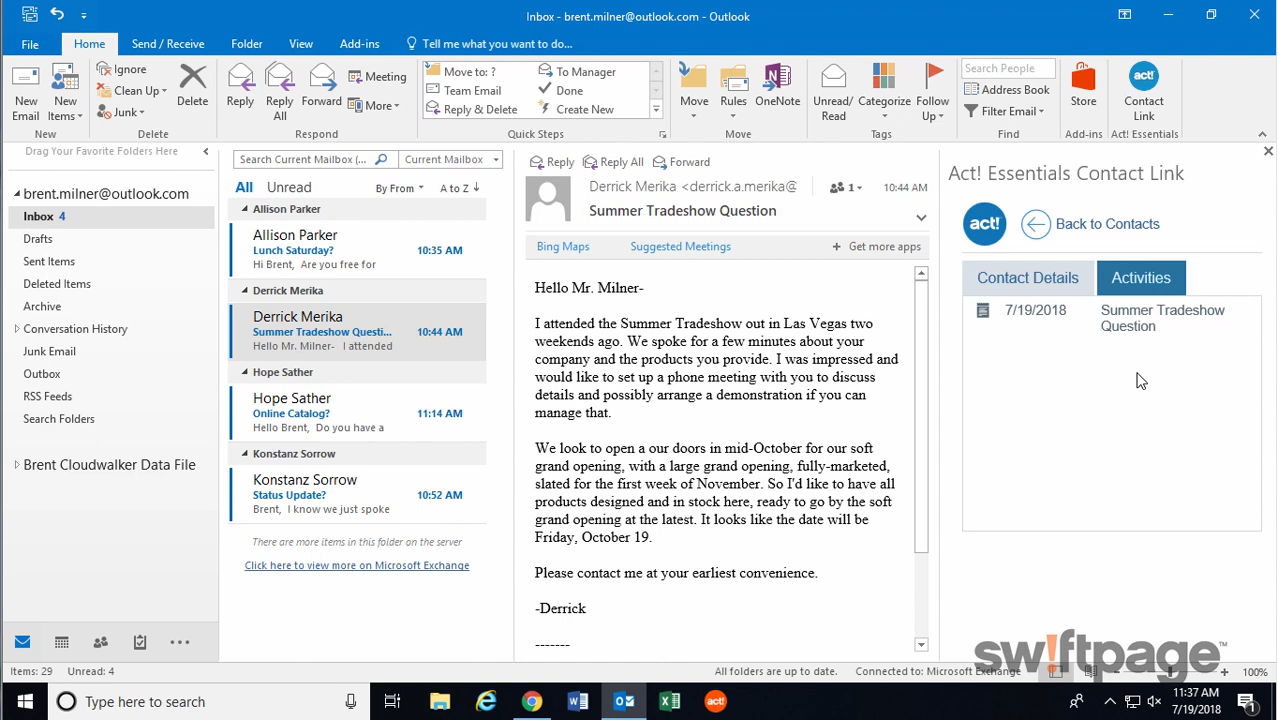 Inbox - brent.milner@outlook.com - Outlook
File Home Send / Receive Folder View Add-ins Tell me what you want to do...
New Email
New Items
Ignore
Clean Up
Junk
Delete
Reply
Reply All
Forward
Meeting
More
Move to: ?
Team Email
Reply & Delete
To Manager
Done
Create New
Move
Rules
OneNote
Unread/ Read
Categorize
Follow Up
Search People
Address Book
Filter Email
Store
act!
Contact Link
New Delete Respond Quick Steps Move Tags Find Add-ins Act! Essentials
Drag Your Favorite Folders Here
brent.milner@outlook.com
Inbox 4
Drafts
Sent Items
Deleted Items
Archive
Conversation History
Junk Email
Outbox
RSS Feeds
Search Folders
Brent Cloudwalker Data File
Search Current Mailbox (... Current Mailbox
All Unread By From A to Z
Allison Parker
Allison Parker
Lunch Saturday? 10:35 AM
Hi Brent, Are you free for
Derrick Merika
Derrick Merika
Summer Tradeshow Questi... 10:44 AM
Hello Mr. Milner- I attended
Hope Sather
Hope Sather
Online Catalog? 11:14 AM
Hello Brent, Do you have a
Konstanz Sorrow
Konstanz Sorrow
Status Update? 10:52 AM
Brent, I know we just spoke
There are more items in this folder on the server
Click here to view more on Microsoft Exchange
Reply Reply All Forward
Derrick Merika <derrick.a.merika@ 1 10:44 AM
Summer Tradeshow Question
Bing Maps Suggested Meetings + Get more apps
Hello Mr. Milner-
I attended the Summer Tradeshow out in Las Vegas two
weekends ago. We spoke for a few minutes about your
company and the products you provide. I was impressed and
would like to set up a phone meeting with you to discuss
details and possibly arrange a demonstration if you can
manage that.
We look to open a our doors in mid-October for our soft
grand opening, with a large grand opening, fully-marketed,
slated for the first week of November. So I'd like to have all
products designed and in stock here, ready to go by the soft
grand opening at the latest. It looks like the date will be
Friday, October 19.
Please contact me at your earliest convenience.
-Derrick
-------
Act! Essentials Contact Link
act! Back to Contacts
Contact Details Activities
7/19/2018 Summer Tradeshow
Question
sw!ftpage
Items: 29 Unread: 4 All folders are up to date. Connected to: Microsoft Exchange 100%
Type here to search
act!
11:37 AM
7/19/2018
1